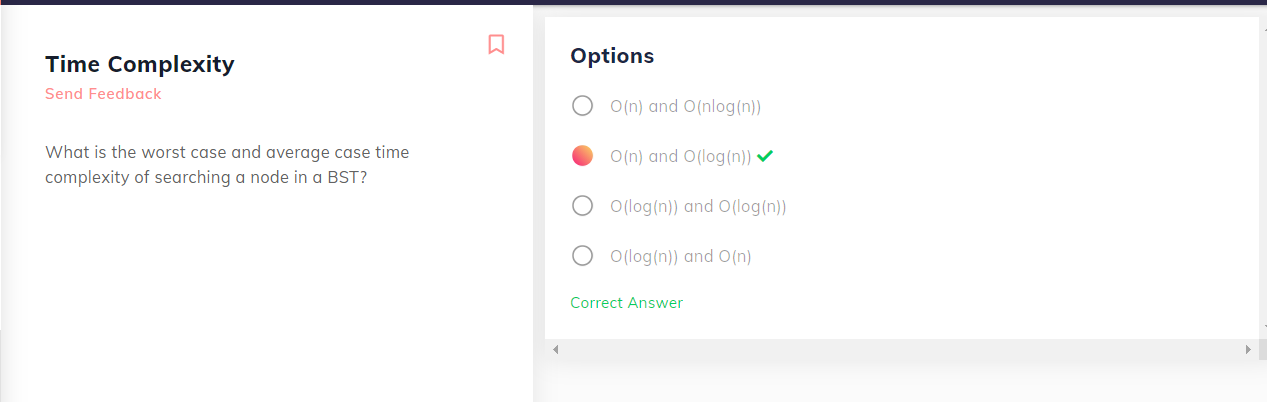 Time Complexity
Send Feedback
What is the worst case and average case time
complexity of searching a node in a BST?
Options
O(n) and O(nlog(n))
O(n) and O(log(n))
O(log(n)) and O(log(n))
O(log(n)) and O(n)
Correct Answer